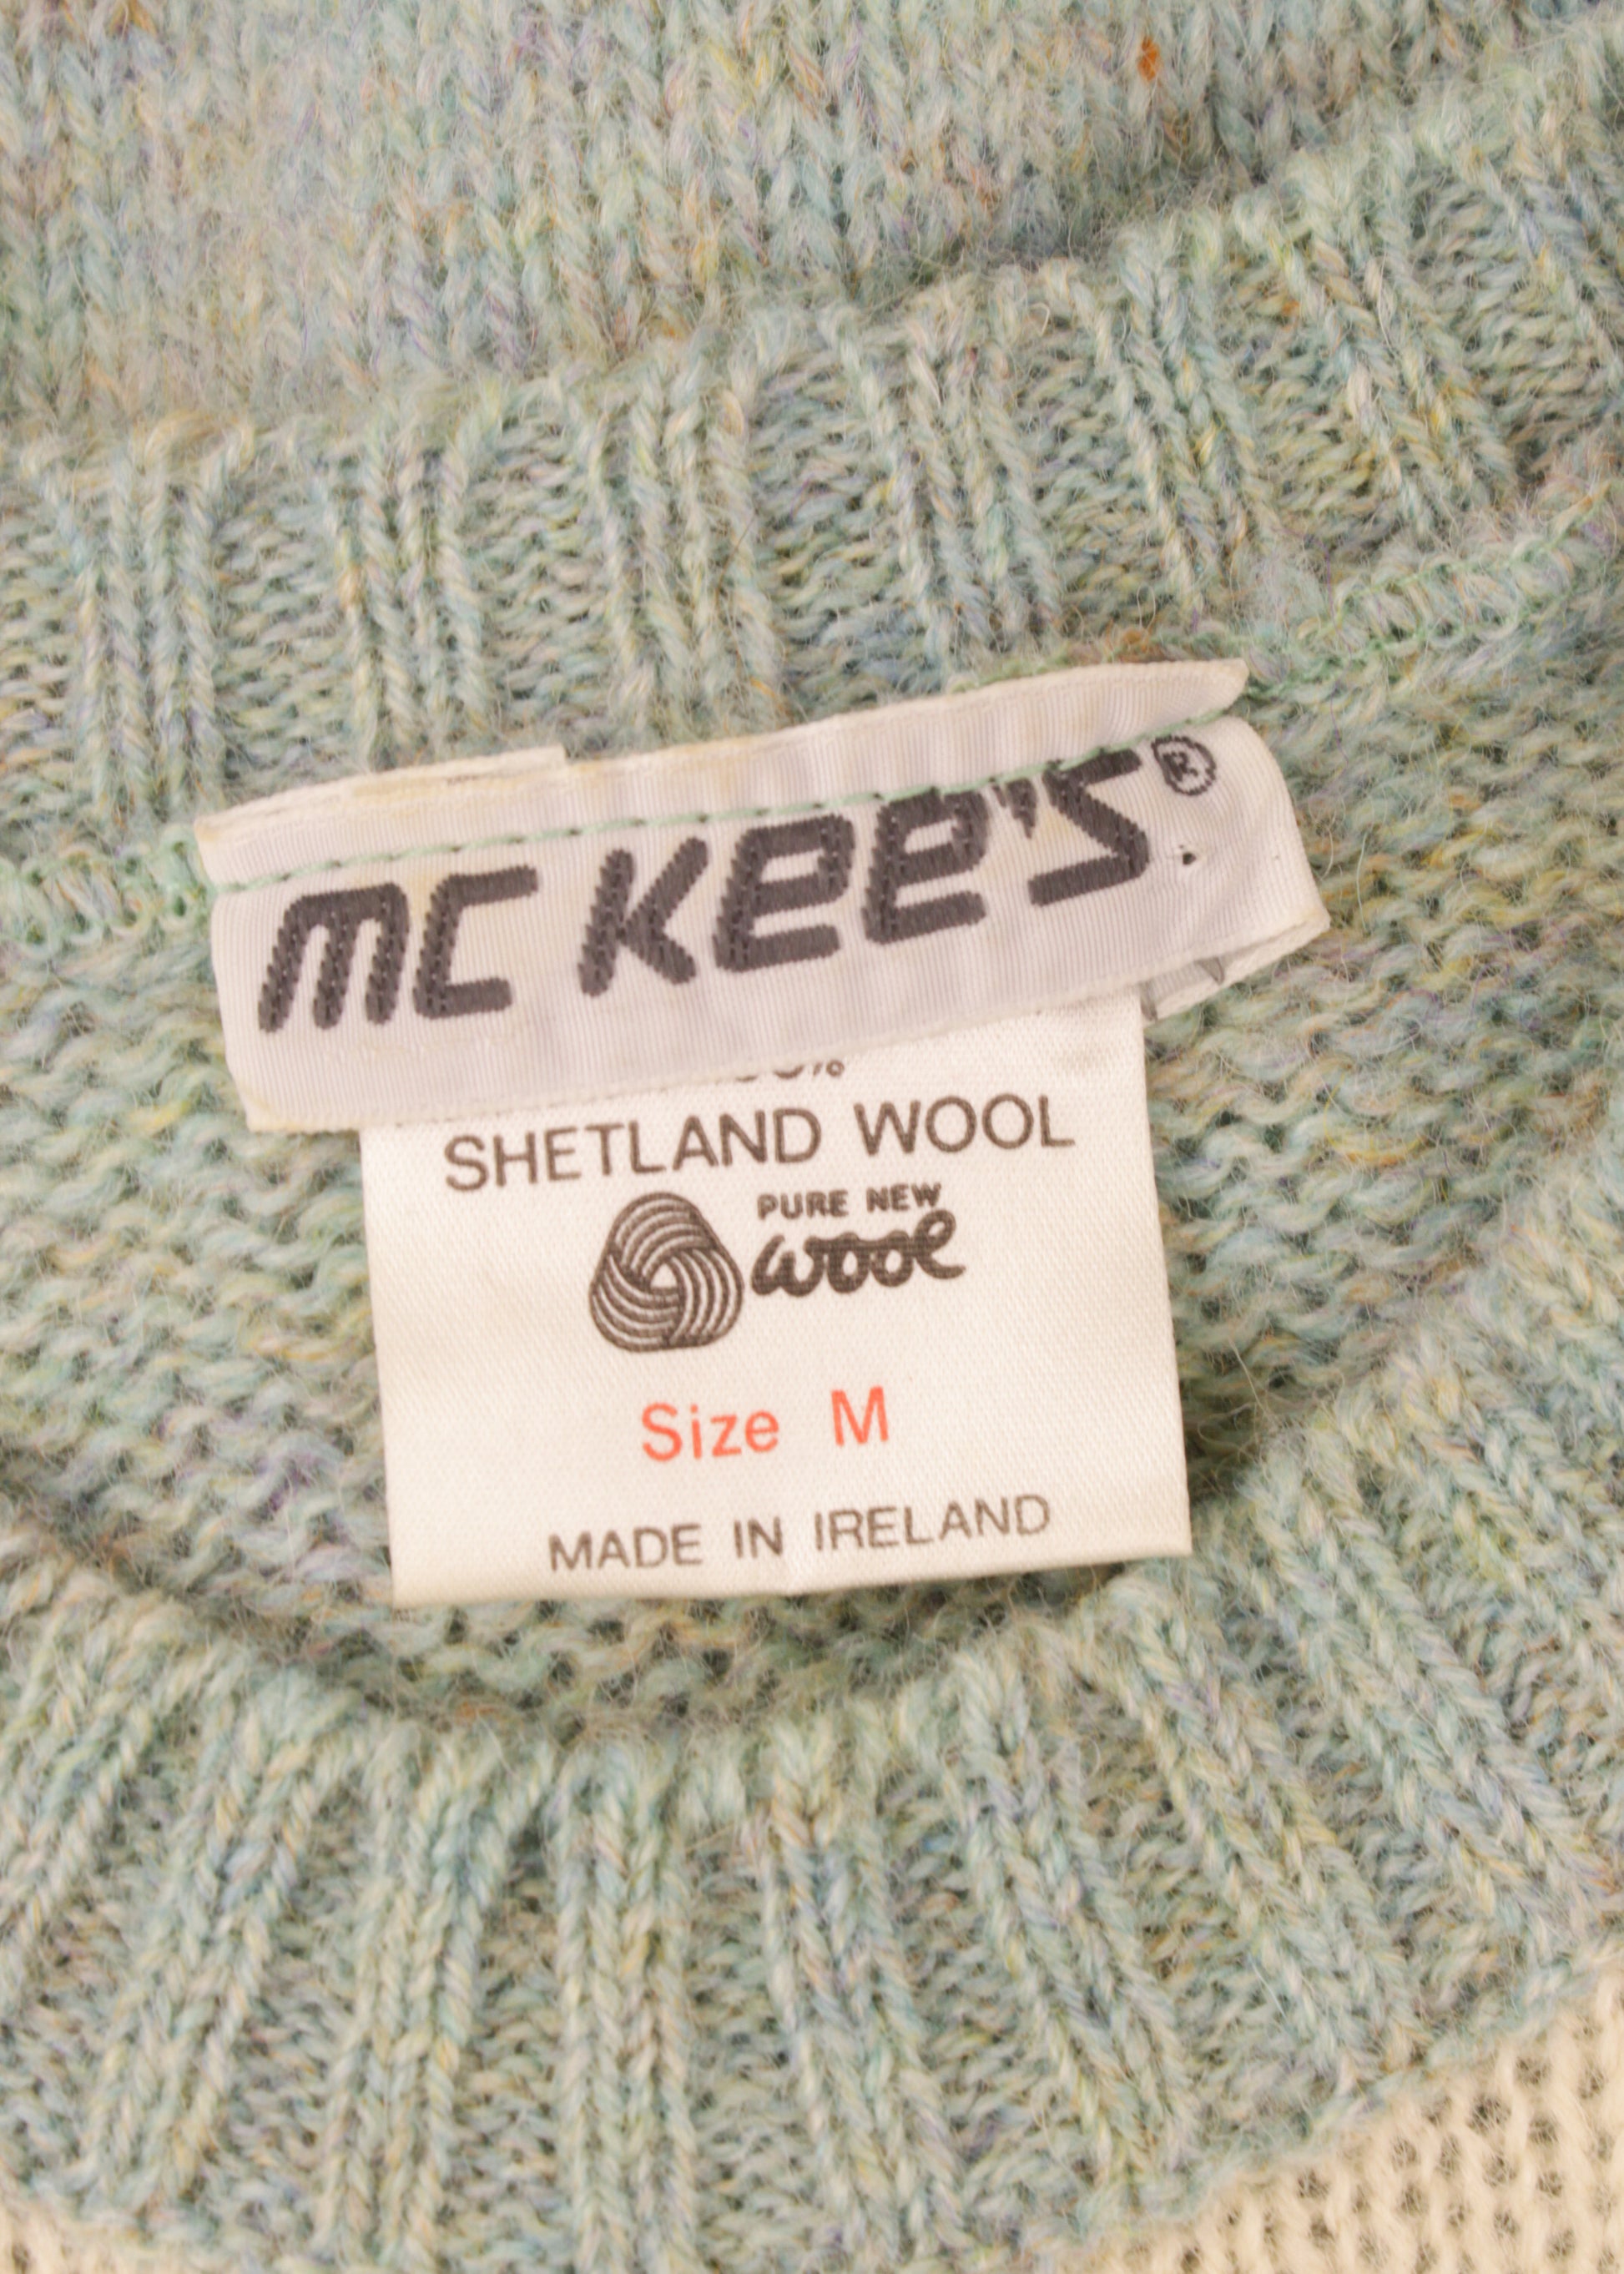 MC KEE'S®
SHETLAND WOOL
PURE NEW
wool
Size M
MADE IN IRELAND